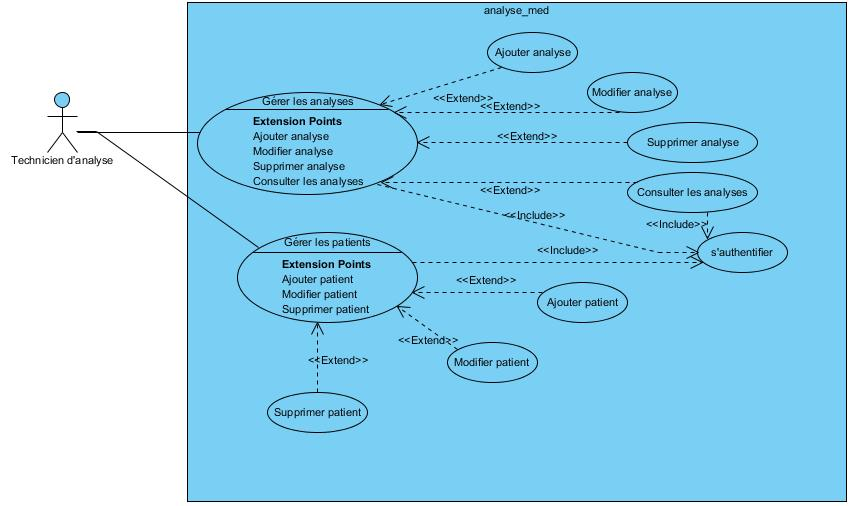 analyse_med
Ajouter analyse
Modifier analyse
<<Extend>>
<<Extend>>
Gérer les analyses
Extension Points
Ajouter analyse
Modifier analyse
Supprimer analyse
Consulter les analyses
<<Extend>>
Supprimer analyse
Technicien d'analyse
<<Extend>>
Consulter les analyses
<<Include>>
<<Include>>
Gérer les patients
Extension Points
Ajouter patient
Modifier patient
Supprimer patient
<<Include>>
s'authentifier
<<Extend>>
Ajouter patient
<<Extend>>
Modifier patient
<<Extend>>
Supprimer patient